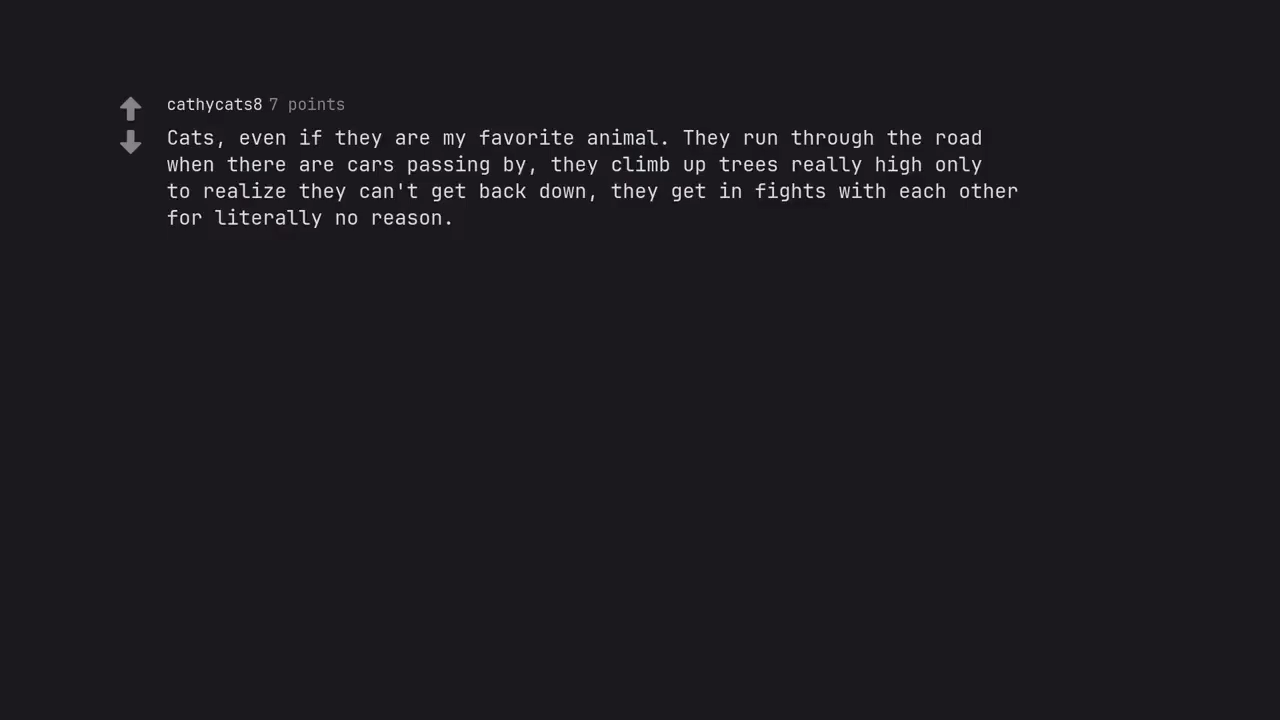 cathycats8 7 points
Cats, even if they are my favorite animal. They run through the road
when there are cars passing by, they climb up trees really high only
to realize they can't get back down, they get in fights with each other
for literally no reason.